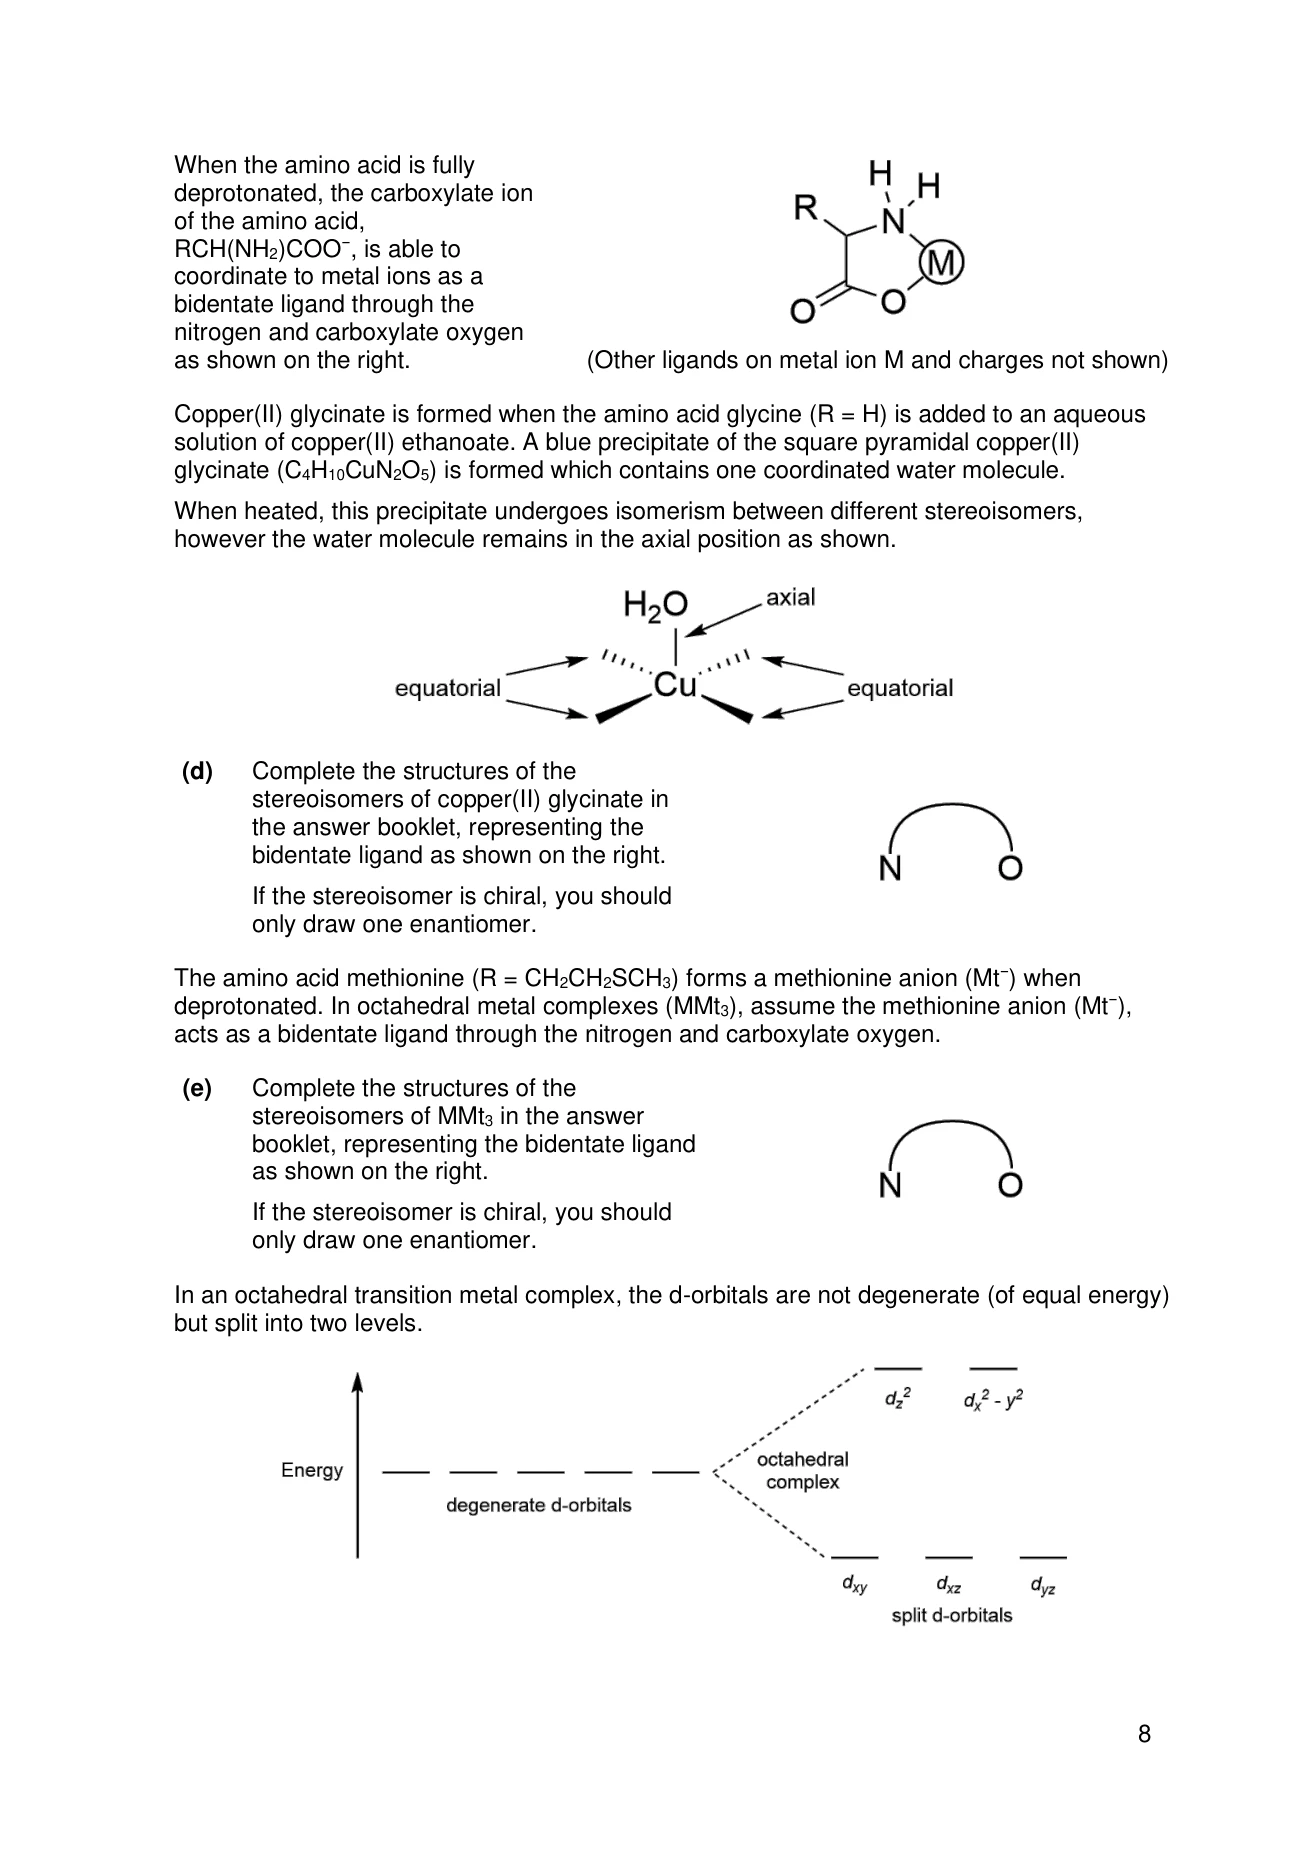 When the amino acid is fully
deprotonated, the carboxylate ion
of the amino acid,
RCH(NH₂)COO⁻, is able to
coordinate to metal ions as a
bidentate ligand through the
nitrogen and carboxylate oxygen
as shown on the right.
H
H
R
N
M
O
O
(Other ligands on metal ion M and charges not shown)
Copper(II) glycinate is formed when the amino acid glycine (R = H) is added to an aqueous
solution of copper(II) ethanoate. A blue precipitate of the square pyramidal copper(II)
glycinate (C₄H₁₀CuN₂O₅) is formed which contains one coordinated water molecule.
When heated, this precipitate undergoes isomerism between different stereoisomers,
however the water molecule remains in the axial position as shown.
H₂O
axial
equatorial
Cu
equatorial
(d) Complete the structures of the
stereoisomers of copper(II) glycinate in
the answer booklet, representing the
bidentate ligand as shown on the right.
N O
If the stereoisomer is chiral, you should
only draw one enantiomer.
The amino acid methionine (R = CH₂CH₂SCH₃) forms a methionine anion (Mt⁻) when
deprotonated. In octahedral metal complexes (MMt₃), assume the methionine anion (Mt⁻),
acts as a bidentate ligand through the nitrogen and carboxylate oxygen.
(e) Complete the structures of the
stereoisomers of MMt₃ in the answer
booklet, representing the bidentate ligand
as shown on the right.
N O
If the stereoisomer is chiral, you should
only draw one enantiomer.
In an octahedral transition metal complex, the d-orbitals are not degenerate (of equal energy)
but split into two levels.
d_z² d_x² - y²
Energy
octahedral
complex
degenerate d-orbitals
d_xy d_xz d_yz
split d-orbitals
8